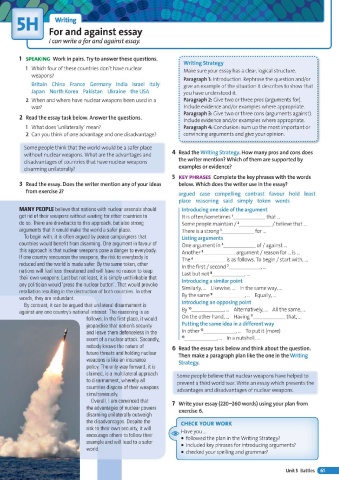 5H Writing
For and against essay
I can write a for and against essay.
1 SPEAKING Work in pairs. Try to answer these questions.
1 Which four of these countries don't have nuclear
weapons?
Britain China France Germany India Israel Italy
Japan North Korea Pakistan Ukraine the USA
2 When and where have nuclear weapons been used in a
war?
2 Read the essay task below. Answer the questions.
1 What does 'unilaterally' mean?
2 Can you think of one advantage and one disadvantage?
Some people think that the world would be a safer place
without nuclear weapons. What are the advantages and
disadvantages of countries that have nuclear weapons
disarming unilaterally?
3 Read the essay. Does the writer mention any of your ideas
from exercise 2?
MANY PEOPLE believe that nations with nuclear arsenals should
get rid of their weapons without waiting for other countries to
do so. There are drawbacks to this approach, but also strong
arguments that it would make the world a safer place.
To begin with, it is often argued by peace campaigners that
countries would benefit from disarming. One argument in favour of
this approach is that nuclear weapons pose a danger to everybody.
If one country renounces the weapons, the risk to everybody is
reduced and the world is made safer. By the same token, other
nations will feel less threatened and will have no reason to keep
their own weapons. Last but not least, it is simply unthinkable that
any politician would 'press the nuclear button'. That would provoke
retaliation resulting in the destruction of both countries. In other
words, they are redundant.
By contrast, it can be argued that unilateral disarmament is
against any one country's national interest. The reasoning is as
follows. In the first place, it would
jeopardise that nation's security
and leave them defenceless in the
event of a nuclear attack. Secondly,
nobody knows the nature of
future threats and holding nuclear
weapons is like an insurance
policy. The only way forward, it is
claimed, is a multilateral approach
to disarmament, whereby all
countries dispose of their weapons
simultaneously.
Overall, I am convinced that
the advantages of nuclear powers
disarming unilaterally outweigh
the disadvantages. Despite the
risk to their own security, it will
encourage others to follow their
example and will lead to a safer
world.
Writing Strategy
Make sure your essay has a clear, logical structure.
Paragraph 1: Introduction. Rephrase the question and/or
give an example of the situation it describes to show that
you have understood it.
Paragraph 2: Give two or three pros (arguments for).
Include evidence and/or examples where appropriate.
Paragraph 3: Give two or three cons (arguments against).
Include evidence and/or examples where appropriate.
Paragraph 4: Conclusion: sum up the most important or
convincing arguments and give your opinion.
4 Read the Writing Strategy. How many pros and cons does
the writer mention? Which of them are supported by
examples or evidence?
5 KEY PHRASES Complete the key phrases with the words
below. Which does the writer use in the essay?
argued case compelling contrast favour hold least
place reasoning said simply token words
Introducing one side of the argument
It is often/sometimes 1 that …
Some people maintain / 2 / believe that …
There is a strong 3 for …
Listing arguments
One argument in 4 of / against …
Another 5 argument / reason for … is …
The 6 is as follows. To begin / start with, …
In the first / second 7 , …
Last but not 8 , …
Introducing a similar point
Similarly, … Likewise, … In the same way, …
By the same 9 , … Equally, …
Introducing an opposing point
By 10 , … Alternatively, … All the same, …
On the other hand, … Having 11 that, …
Putting the same idea in a different way
In other 12 , … To put it (more)
13 , … In a nutshell, …
6 Read the essay task below and think about the question.
Then make a paragraph plan like the one in the Writing
Strategy.
Some people believe that nuclear weapons have helped to
prevent a third world war. Write an essay which presents the
advantages and disadvantages of nuclear weapons.
7 Write your essay (220–260 words) using your plan from
exercise 6.
CHECK YOUR WORK
Have you …
• followed the plan in the Writing Strategy?
• included key phrases for introducing arguments?
• checked your spelling and grammar?
Unit 5 Battles 61